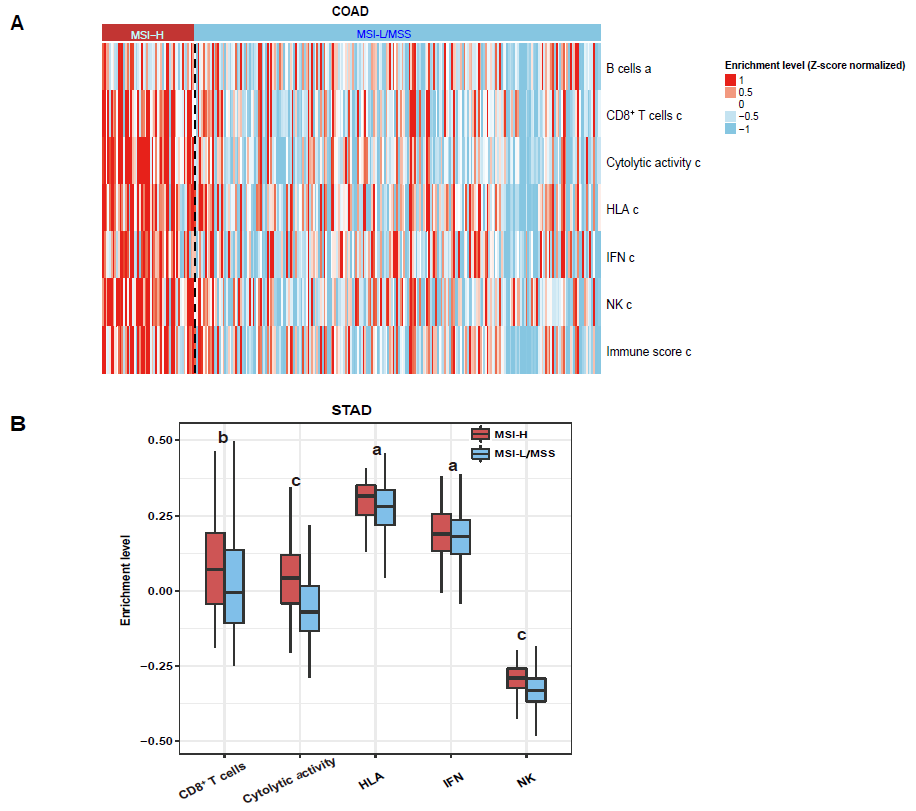 A
COAD
MSI–H
MSI-L/MSS
B cells a
CD8⁺ T cells c
Cytolytic activity c
HLA c
IFN c
NK c
Immune score c
Enrichment level (Z-score normalized)
1
0.5
0
−0.5
−1
B
STAD
MSI-H
MSI-L/MSS
b
c
a
a
c
Enrichment level
0.50
0.25
0.00
−0.25
−0.50
CD8⁺ T cells
Cytolytic activity
HLA
IFN
NK